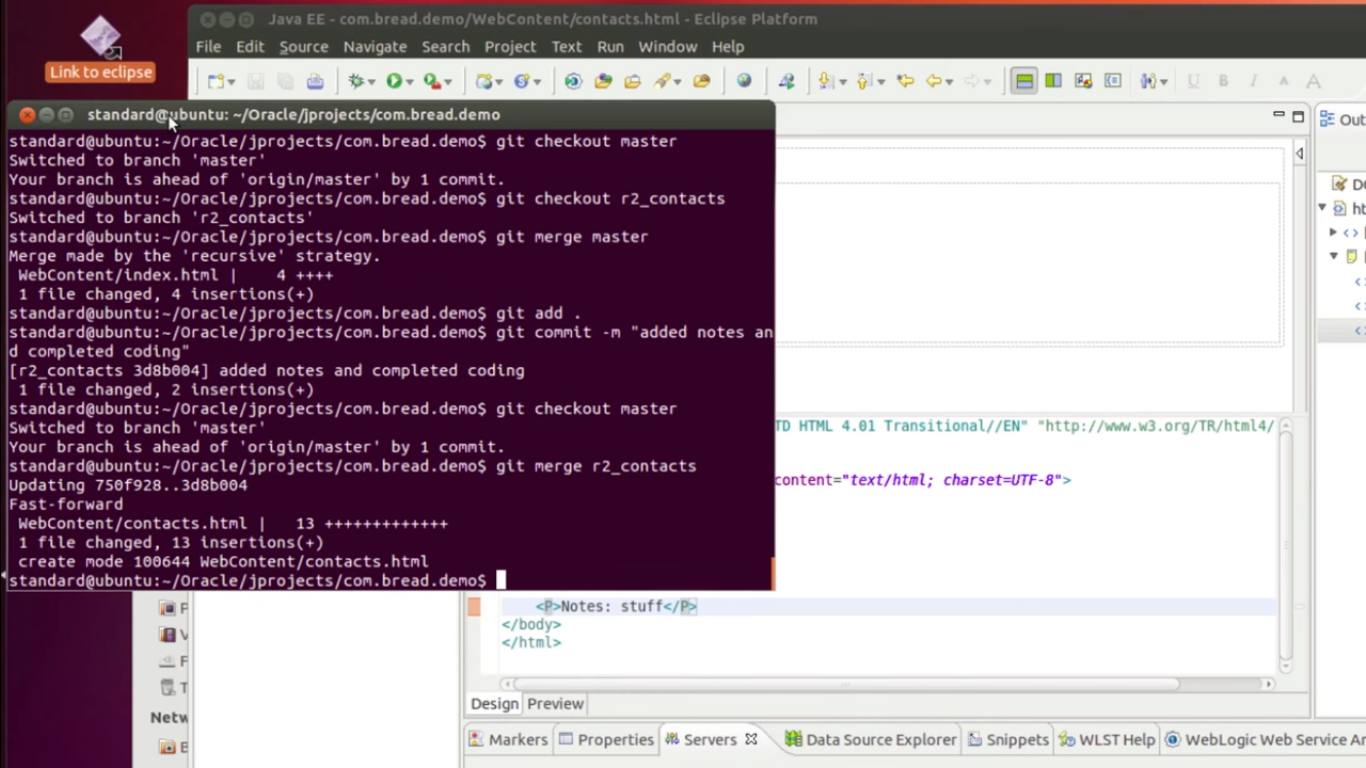 Java EE - com.bread.demo/WebContent/contacts.html - Eclipse Platform
File Edit Source Navigate Search Project Text Run Window Help
Link to eclipse
standard@ubuntu: ~/Oracle/jprojects/com.bread.demo
standard@ubuntu:~/Oracle/jprojects/com.bread.demo$ git checkout master
Switched to branch 'master'
Your branch is ahead of 'origin/master' by 1 commit.
standard@ubuntu:~/Oracle/jprojects/com.bread.demo$ git checkout r2_contacts
Switched to branch 'r2_contacts'
standard@ubuntu:~/Oracle/jprojects/com.bread.demo$ git merge master
Merge made by the 'recursive' strategy.
WebContent/index.html | 4 ++++
1 file changed, 4 insertions(+)
standard@ubuntu:~/Oracle/jprojects/com.bread.demo$ git add .
standard@ubuntu:~/Oracle/jprojects/com.bread.demo$ git commit -m "added notes an
d completed coding"
[r2_contacts 3d8b004] added notes and completed coding
1 file changed, 2 insertions(+)
standard@ubuntu:~/Oracle/jprojects/com.bread.demo$ git checkout master
Switched to branch 'master'
Your branch is ahead of 'origin/master' by 1 commit.
standard@ubuntu:~/Oracle/jprojects/com.bread.demo$ git merge r2_contacts
Updating 750f928..3d8b004
Fast-forward
WebContent/contacts.html | 13 +++++++++++++
1 file changed, 13 insertions(+)
create mode 100644 WebContent/contacts.html
standard@ubuntu:~/Oracle/jprojects/com.bread.demo$
Out
DO
ht
TD HTML 4.01 Transitional//EN" "http://www.w3.org/TR/html4/
content="text/html; charset=UTF-8">
<P>Notes: stuff</P>
</body>
</html>
P
V
F
T
Netw
B
Design Preview
Markers Properties Servers Data Source Explorer Snippets WLST Help WebLogic Web Service An